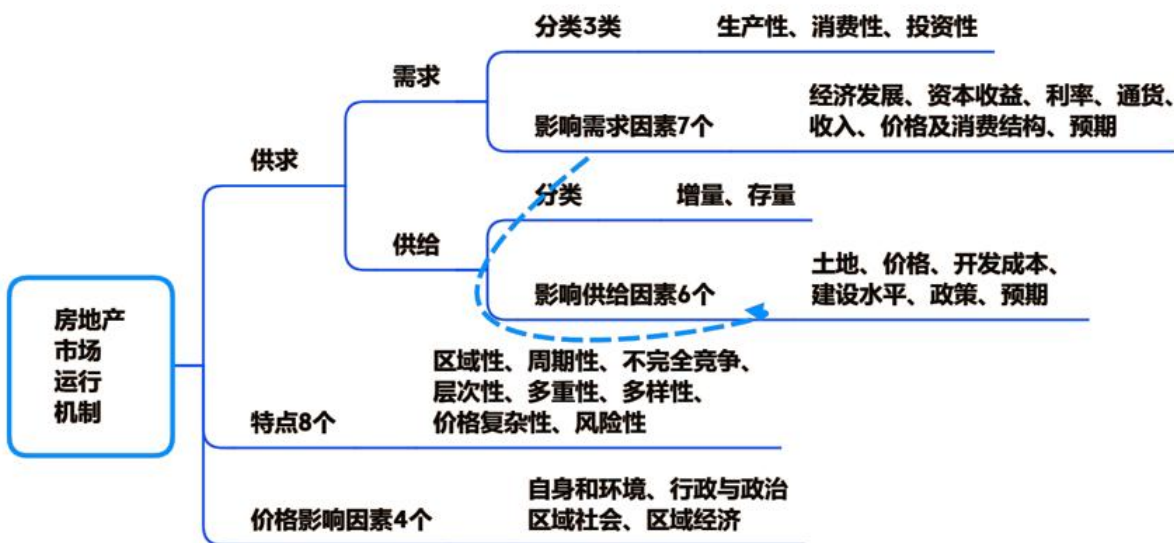 分类3类 生产性、消费性、投资性
需求
影响需求因素7个
经济发展、资本收益、利率、通货、
收入、价格及消费结构、预期
供求
分类 增量、存量
供给
影响供给因素6个
土地、价格、开发成本、
建设水平、政策、预期
房地产
市场
运行
机制
特点8个
区域性、周期性、不完全竞争、
层次性、多重性、多样性、
价格复杂性、风险性
价格影响因素4个
自身和环境、行政与政治
区域社会、区域经济